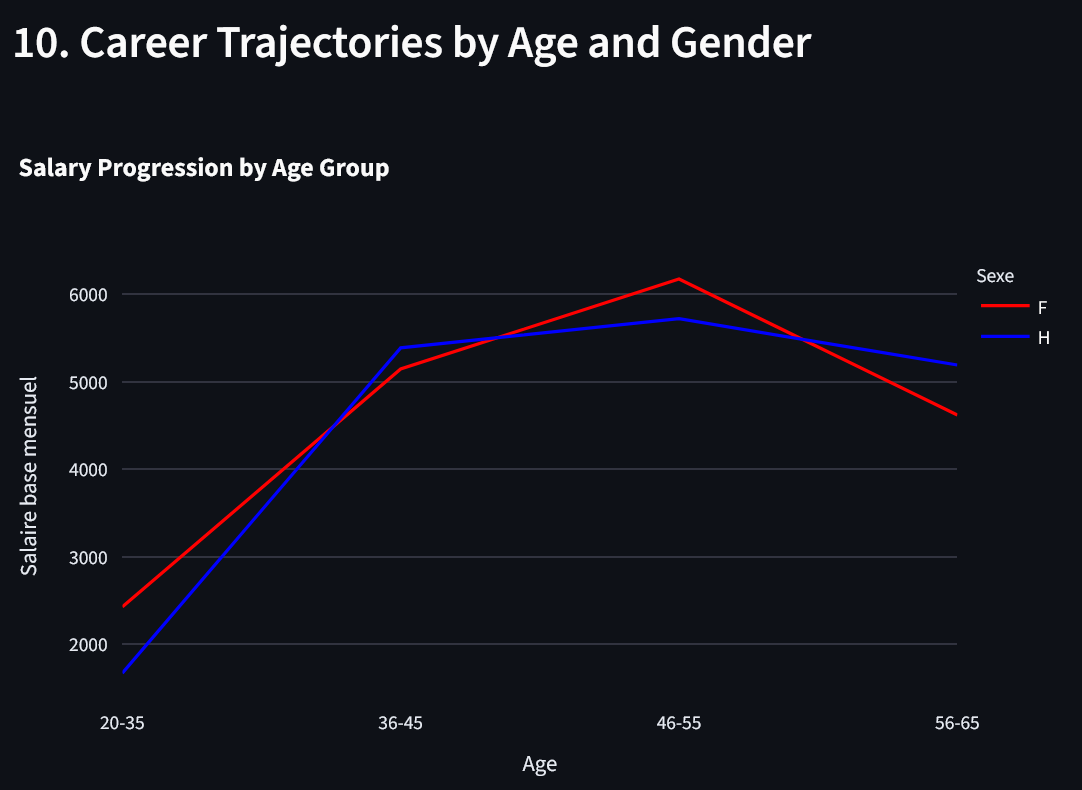 10. Career Trajectories by Age and Gender
Salary Progression by Age Group
Sexe
F
H
6000
5000
4000
3000
2000
Salaire base mensuel
20-35 36-45 46-55 56-65
Age